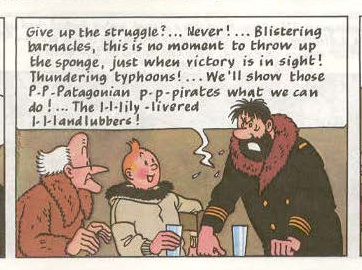 Give up the struggle?... Never!... Blistering
barnacles, this is no moment to throw up
the sponge, just when victory is in sight!
Thundering typhoons!... We'll show those
P-P-Patagonian p-p-pirates what we can
do!... The l-l-lily-livered
l-l-landlubbers!